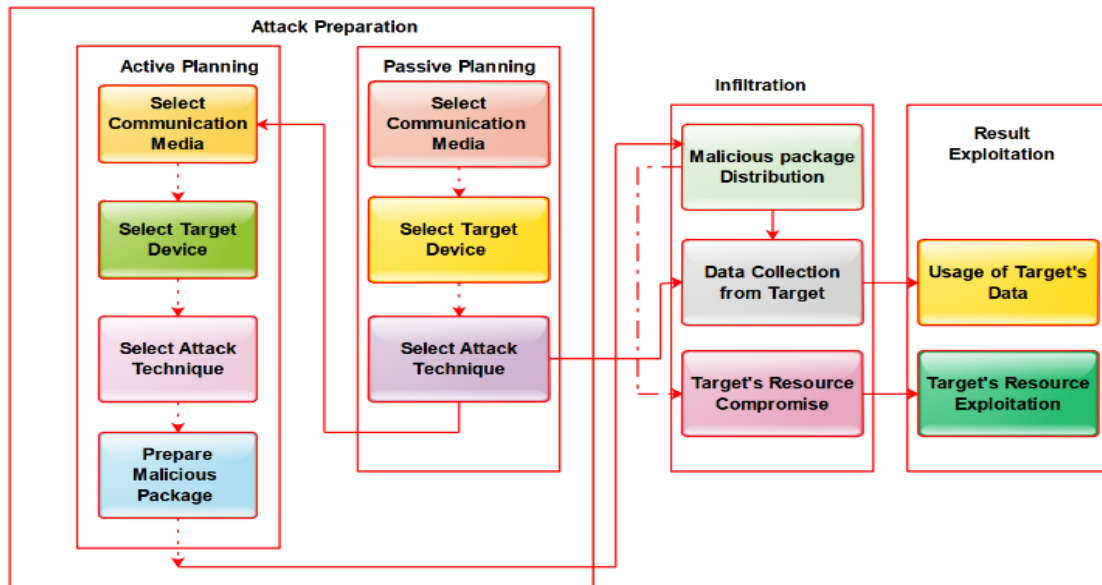 Attack Preparation
Active Planning
Select
Communication
Media
Select Target
Device
Select Attack
Technique
Prepare
Malicious
Package
Passive Planning
Select
Communication
Media
Select Target
Device
Select Attack
Technique
Infiltration
Malicious package
Distribution
Data Collection
from Target
Target's Resource
Compromise
Result
Exploitation
Usage of Target's
Data
Target's Resource
Exploitation